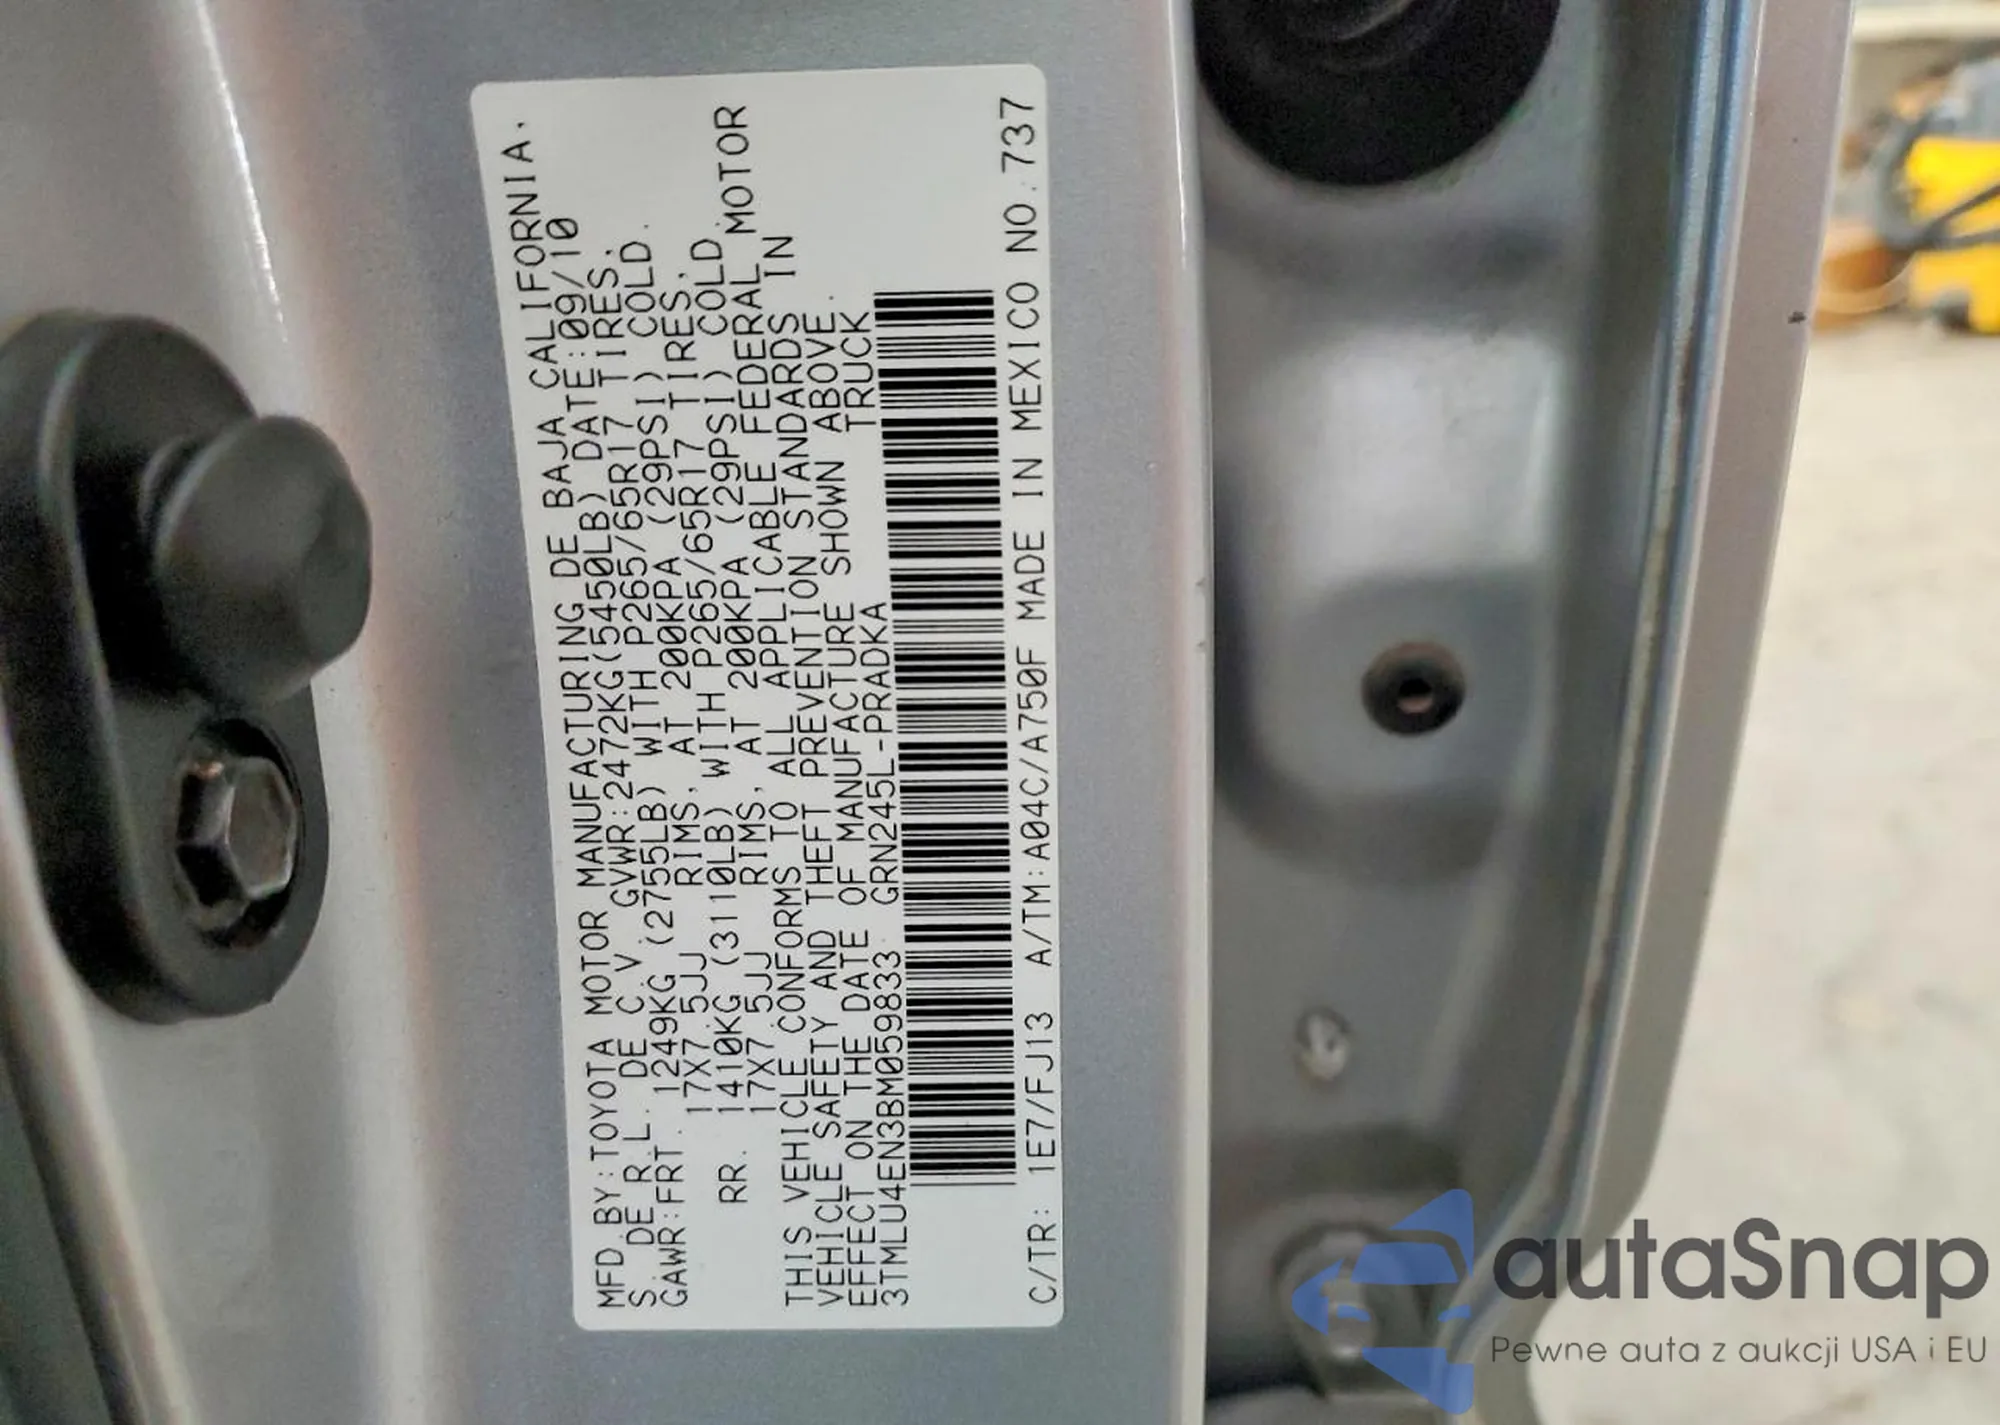 MFD.BY:TOYOTA MOTOR MANUFACTURING DE BAJA CALIFORNIA.
S. DE R.L. DE C.V GVWR:2472KG(5450LB) DATE:09/10
GAWR:FRT. 1249KG (2755LB) WITH P265/65R17 TIRES.
17X7.5JJ RIMS, AT 200KPA (29PSI) COLD.
RR. 1410KG (3110LB) WITH P265/65R17 TIRES.
17X7.5JJ RIMS, AT 200KPA (29PSI) COLD.
THIS VEHICLE CONFORMS TO ALL APPLICABLE FEDERAL MOTOR
VEHICLE SAFETY AND THEFT PREVENTION STANDARDS IN
EFFECT ON THE DATE OF MANUFACTURE SHOWN ABOVE.
3TMLU4EN3BM059833 GRN245L-PRADKA TRUCK
C/TR: 1E7/FJ13 A/TM:A04C/A750F MADE IN MEXICO NO.737
autaSnap
Pewne auta z aukcji USA i EU